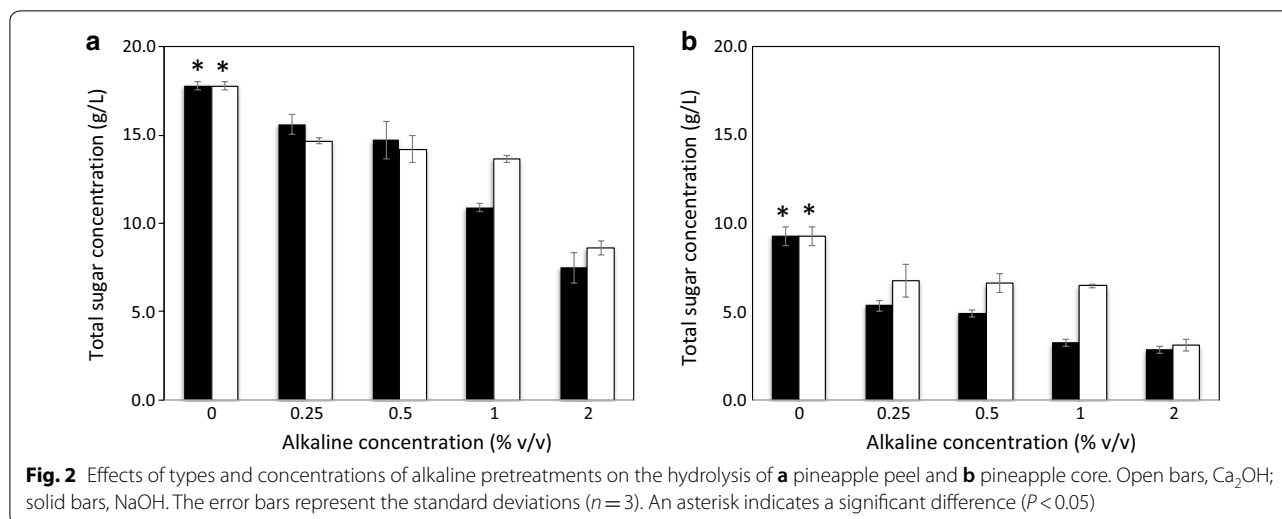 a
b
20.0
15.0
10.0
5.0
0.0
Total sugar concentration (g/L)
* *
0 0.25 0.5 1 2
Alkaline concentration (% v/v)
20.0
15.0
10.0
5.0
0.0
Total sugar concentration (g/L)
* *
0 0.25 0.5 1 2
Alkaline concentration (% v/v)
Fig. 2 Effects of types and concentrations of alkaline pretreatments on the hydrolysis of a pineapple peel and b pineapple core. Open bars, Ca₂OH;
solid bars, NaOH. The error bars represent the standard deviations (n = 3). An asterisk indicates a significant difference (P < 0.05)